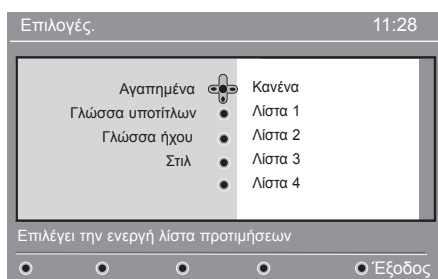 Επιλογές. 11:28
Αγαπημένα Κανένα
Γλώσσα υποτίτλων Λίστα 1
Γλώσσα ήχου Λίστα 2
Στιλ Λίστα 3
Λίστα 4
Επιλέγει την ενεργή λίστα προτιμήσεων
Έξοδος